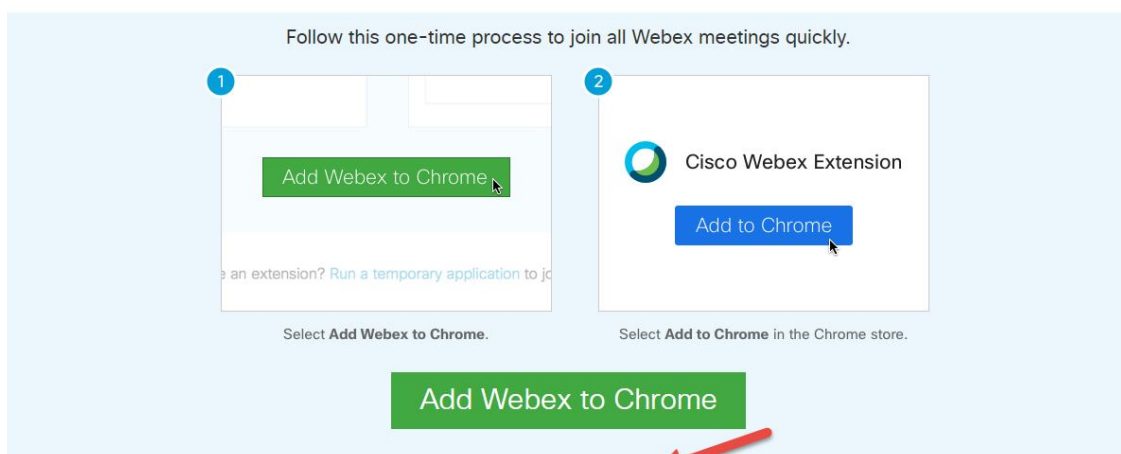 Follow this one-time process to join all Webex meetings quickly.
1
Add Webex to Chrome
an extension? Run a temporary application to
Select Add Webex to Chrome.
2
Cisco Webex Extension
Add to Chrome
Select Add to Chrome in the Chrome store.
Add Webex to Chrome